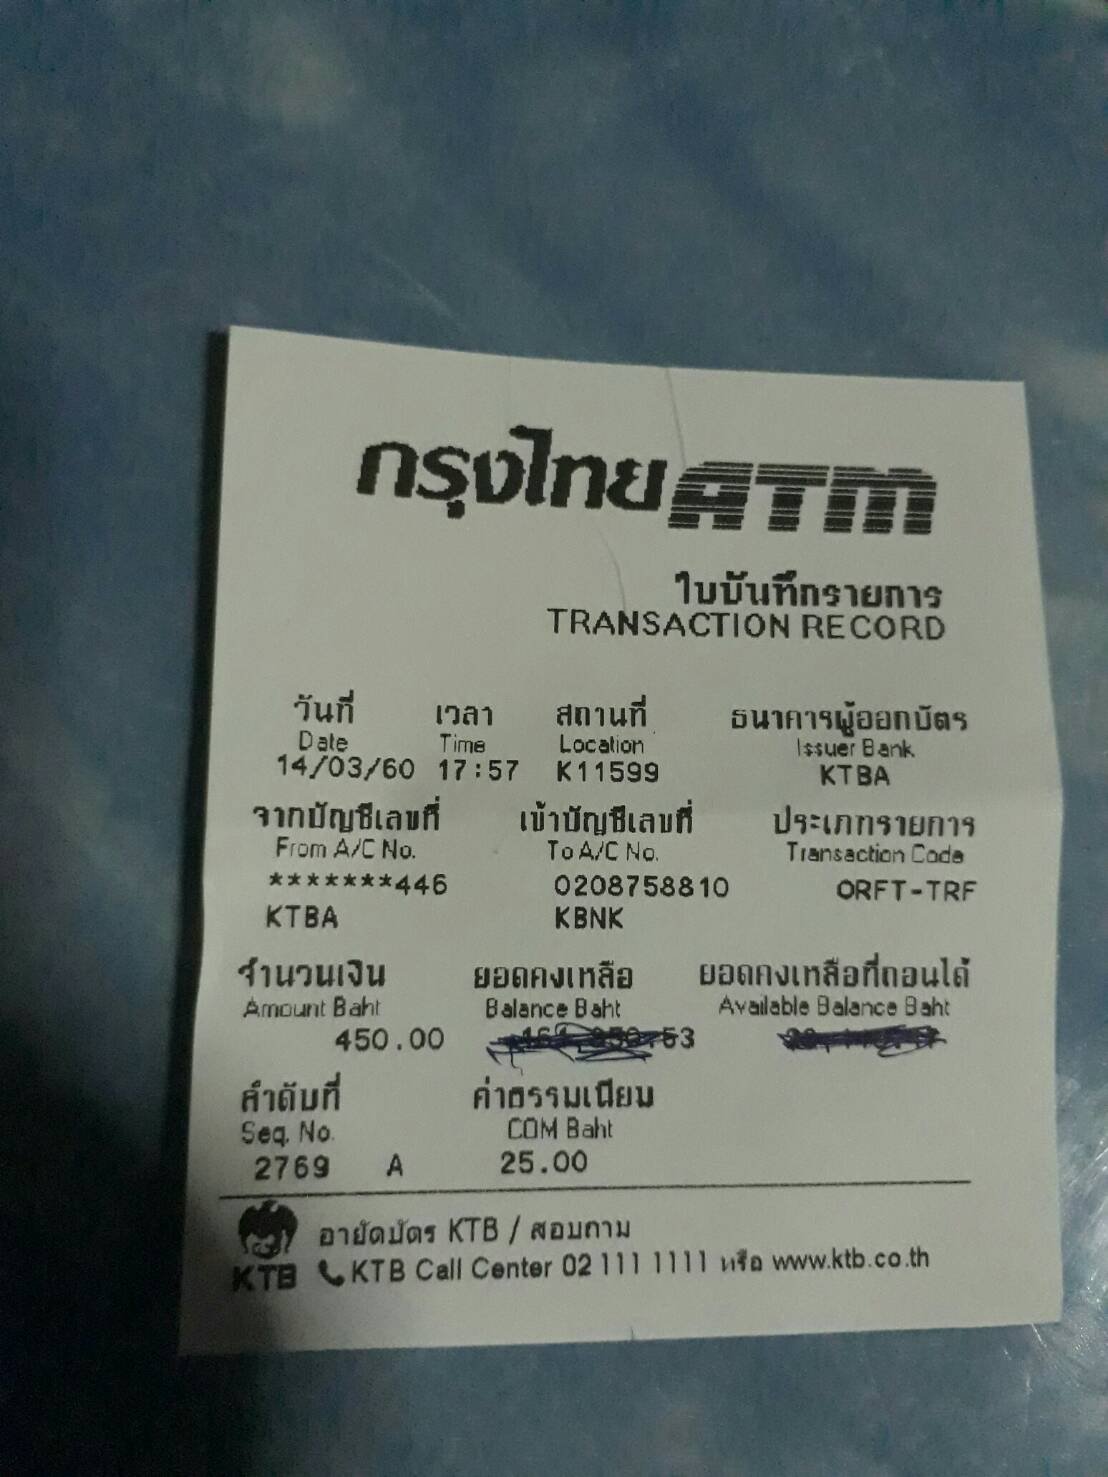 กรุงไทย ATM
ใบบันทึกรายการ
TRANSACTION RECORD
วันที่ เวลา สถานที่ ธนาคารผู้ออกบัตร
Date Time Location Issuer Bank
14/03/60 17:57 K11599 KTBA
จากบัญชีเลขที่ เข้าบัญชีเลขที่ ประเภทรายการ
From A/C No. To A/C No. Transaction Code
*******446 0208758810 ORFT-TRF
KTBA KBNK
จำนวนเงิน ยอดคงเหลือ ยอดคงเหลือที่ถอนได้
Amount Baht Balance Baht Available Balance Baht
450.00
ลำดับที่ ค่าธรรมเนียม
Seq. No. COM Baht
2769 A 25.00
อายัดบัตร KTB / สอบถาม
KTB KTB Call Center 02 111 1111 หรือ www.ktb.co.th